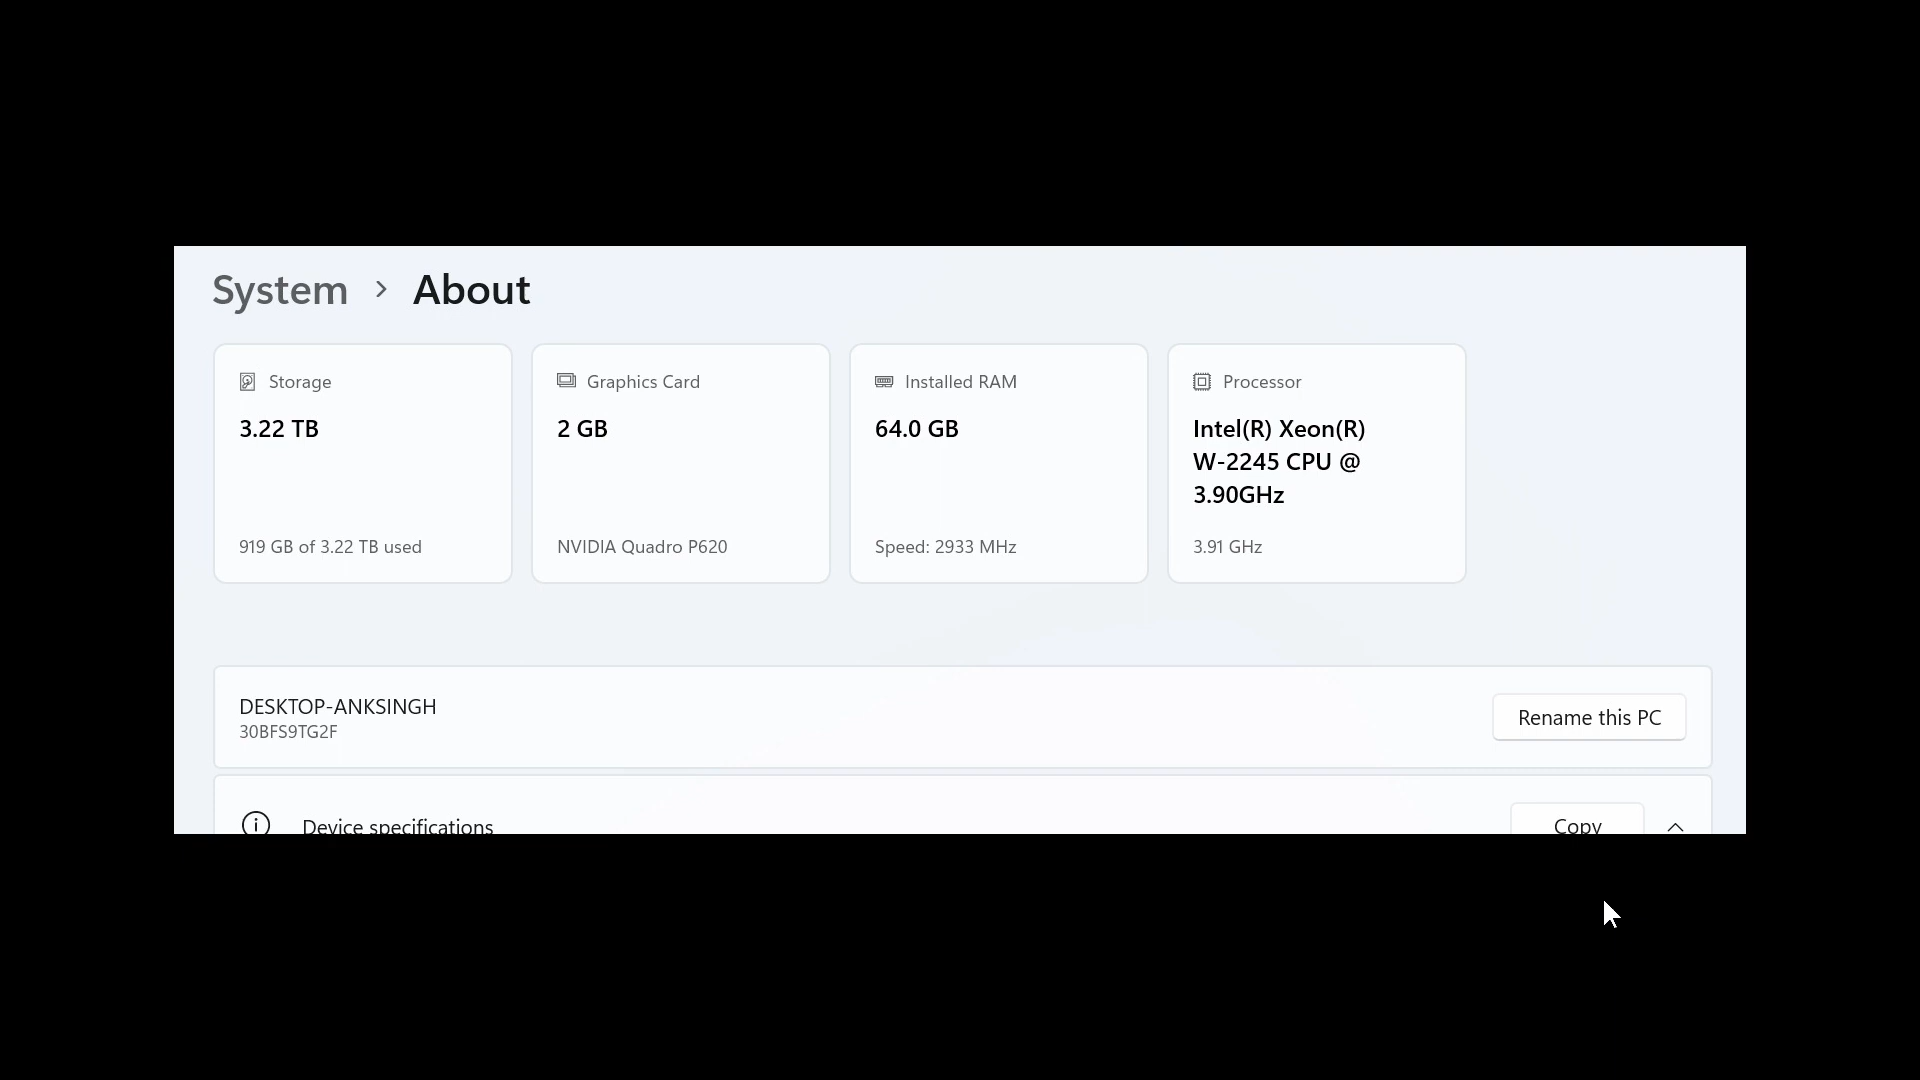 System > About
Storage
3.22 TB
919 GB of 3.22 TB used
Graphics Card
2 GB
NVIDIA Quadro P620
Installed RAM
64.0 GB
Speed: 2933 MHz
Processor
Intel(R) Xeon(R)
W-2245 CPU @
3.90GHz
3.91 GHz
DESKTOP-ANKSINGH
30BFS9TG2F
Rename this PC
Device specifications
Copy